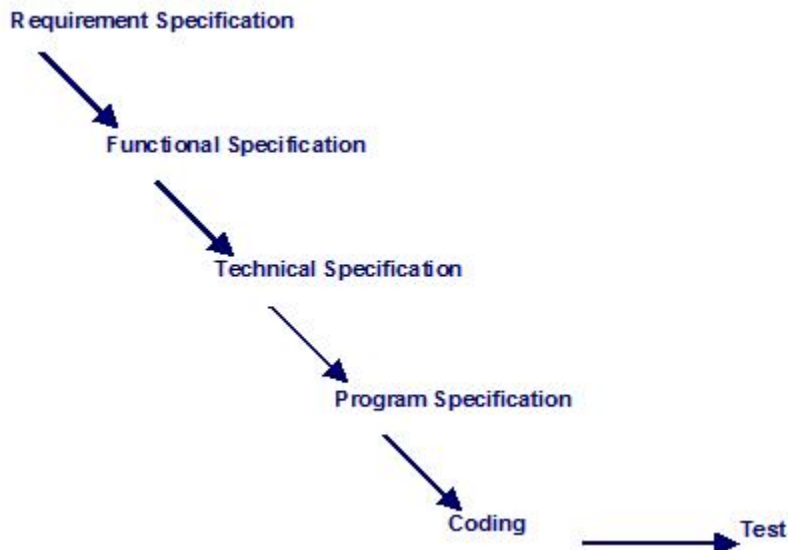 Requirement Specification
Functional Specification
Technical Specification
Program Specification
Coding
Test